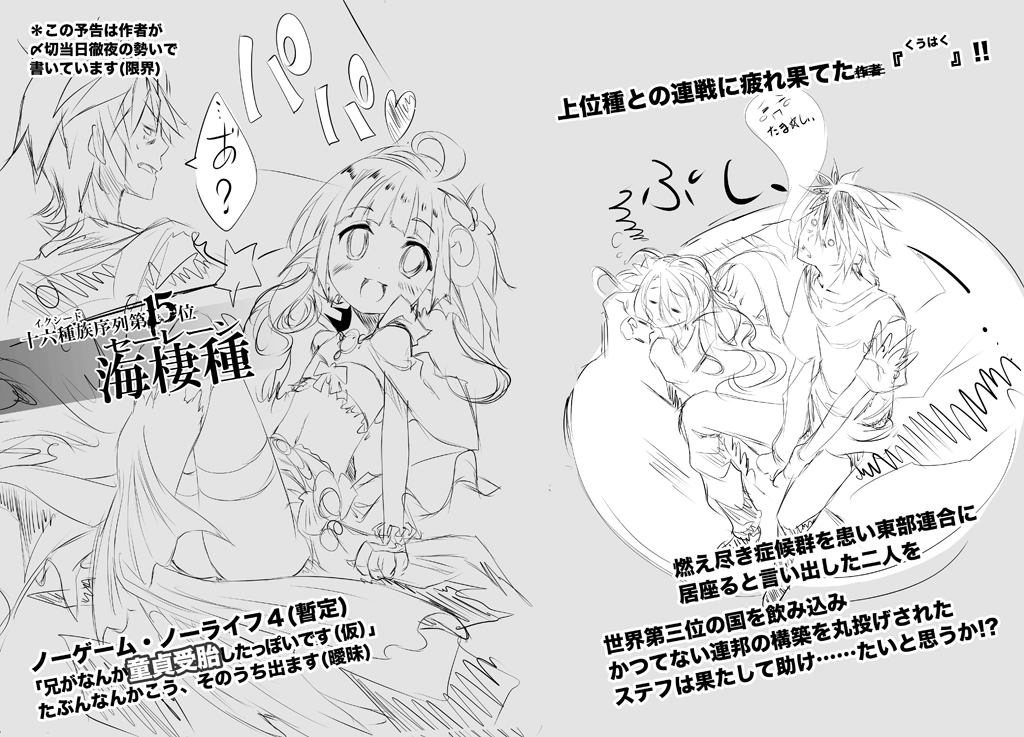 上位種との連戦に疲れ果てた作者『　　』!!
くうはく
たましい
ぷしぃ
燃え尽き症候群を患い東部連合に
居座ると言い出した二人を
世界第三位の国を飲み込み
かつてない連邦の構築を丸投げされた
ステフは果たして助け……たいと思うか!?
＊この予告は作者が
〆切当日徹夜の勢いで
書いています(限界)
パパ
…お？
イクシード
十六種族序列第15位
セーレーン
海棲種
ノーゲーム・ノーライフ４(暫定)
「兄がなんか童貞受胎したっぽいです(仮)」
たぶんなんかこう、そのうち出ます(曖昧)